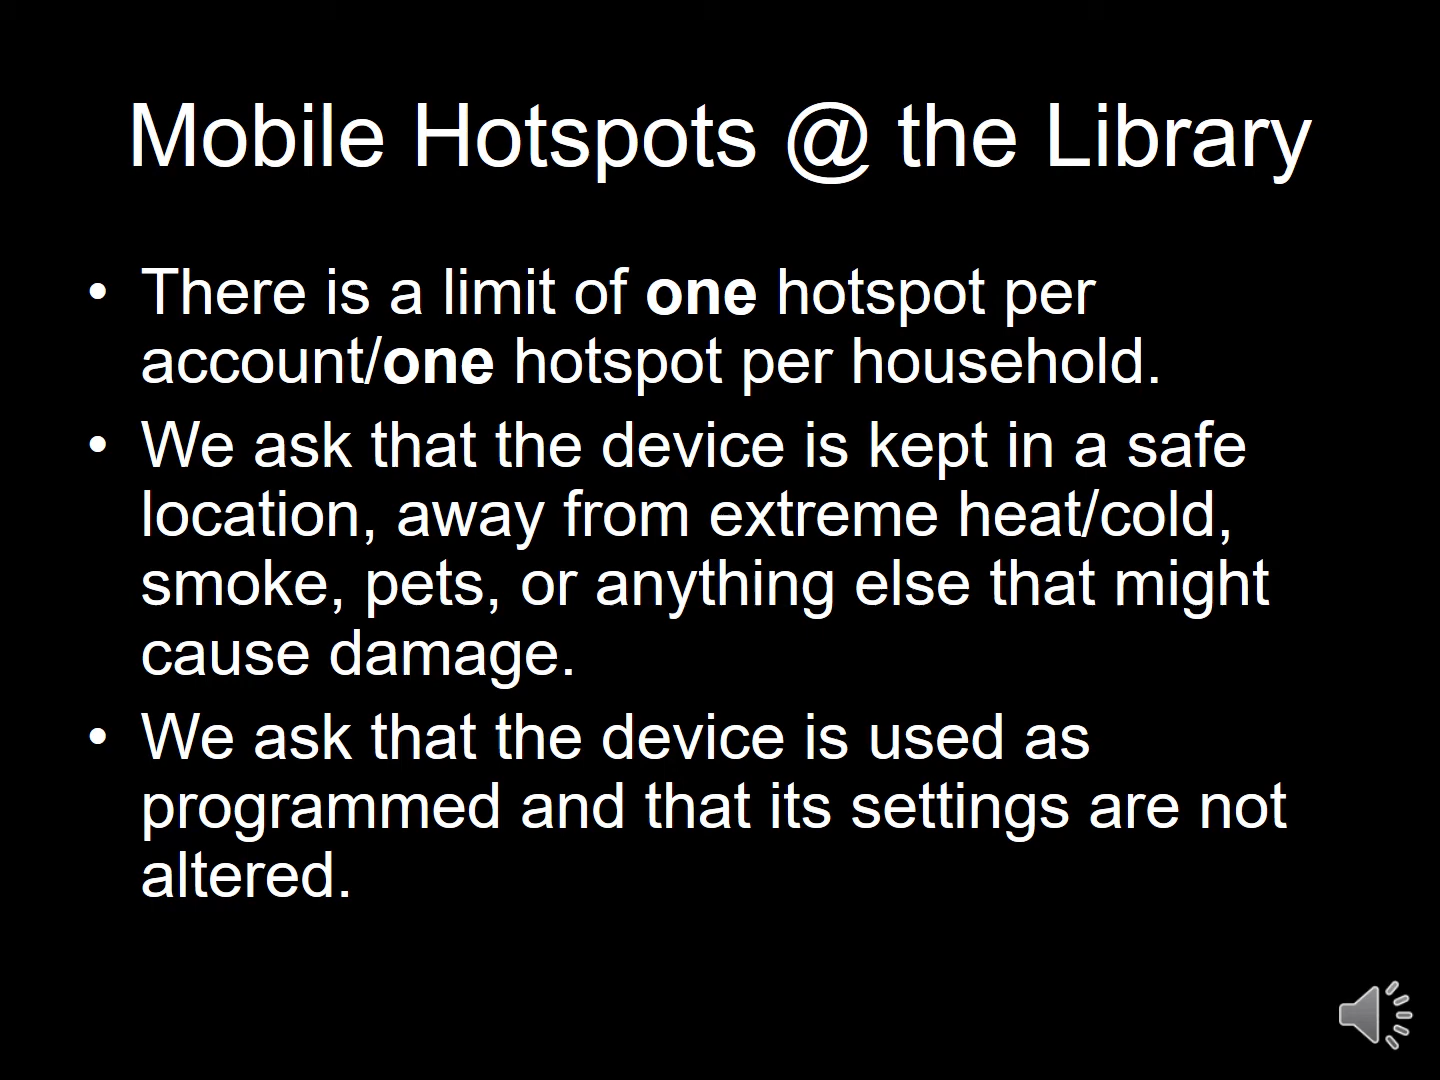 Mobile Hotspots @ the Library
• There is a limit of one hotspot per
account/one hotspot per household.
• We ask that the device is kept in a safe
location, away from extreme heat/cold,
smoke, pets, or anything else that might
cause damage.
• We ask that the device is used as
programmed and that its settings are not
altered.